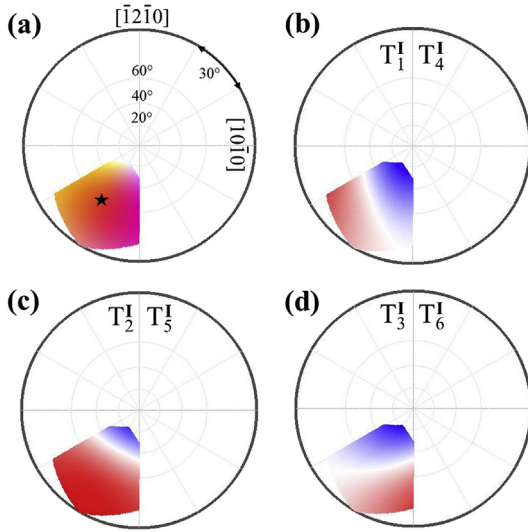 (a)
[1̄21̄0]
60°
40°
20°
30°
[101̄0]
(b)
T₁ᴵ T₄ᴵ
(c)
T₂ᴵ T₅ᴵ
(d)
T₃ᴵ T₆ᴵ